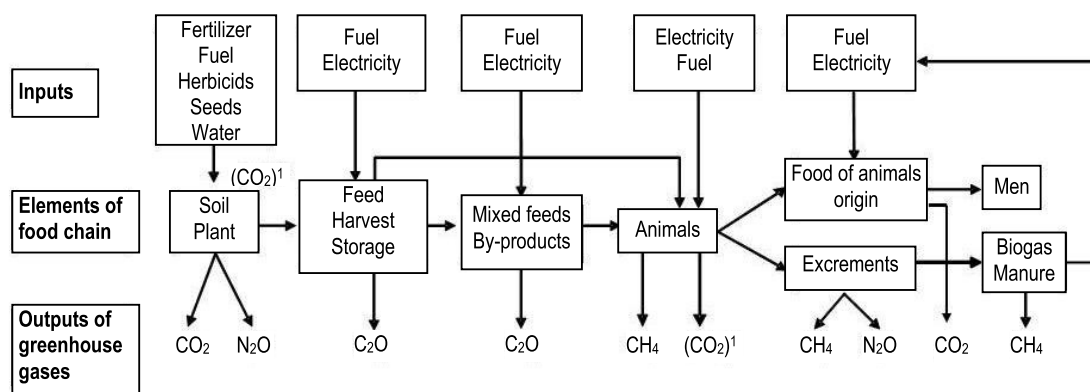 Inputs
Fertilizer
Fuel
Herbicids
Seeds
Water
Fuel
Electricity
Fuel
Electricity
Electricity
Fuel
Fuel
Electricity
Elements of
food chain
(CO₂)¹
Soil
Plant
Feed
Harvest
Storage
Mixed feeds
By-products
Animals
Food of animals
origin
Men
Excrements
Biogas
Manure
Outputs of
greenhouse
gases
CO₂
N₂O
C₂O
C₂O
CH₄
(CO₂)¹
CH₄
N₂O
CO₂
CH₄